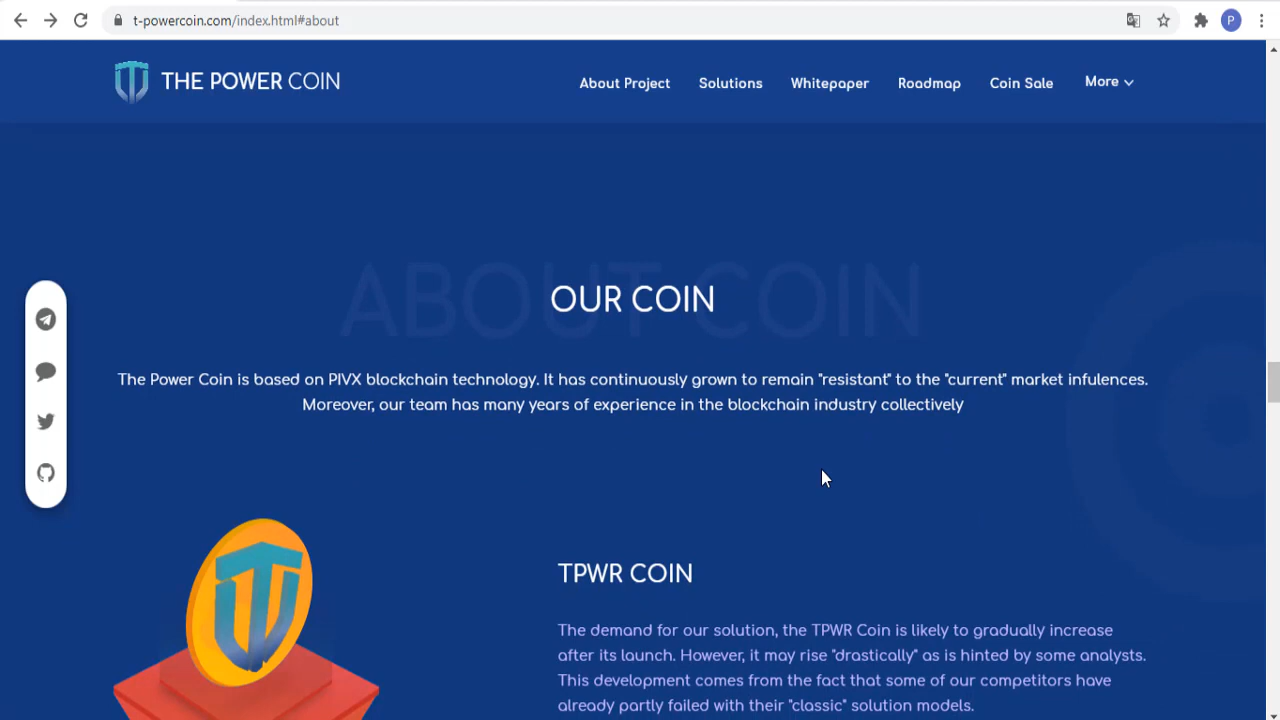 t-powercoin.com/index.html#about
P
THE POWER COIN
About Project Solutions Whitepaper Roadmap Coin Sale More
ABOUT COIN
OUR COIN
The Power Coin is based on PIVX blockchain technology. It has continuously grown to remain "resistant" to the "current" market infulences.
Moreover, our team has many years of experience in the blockchain industry collectively
TPWR COIN
The demand for our solution, the TPWR Coin is likely to gradually increase
after its launch. However, it may rise "drastically" as is hinted by some analysts.
This development comes from the fact that some of our competitors have
already partly failed with their "classic" solution models.